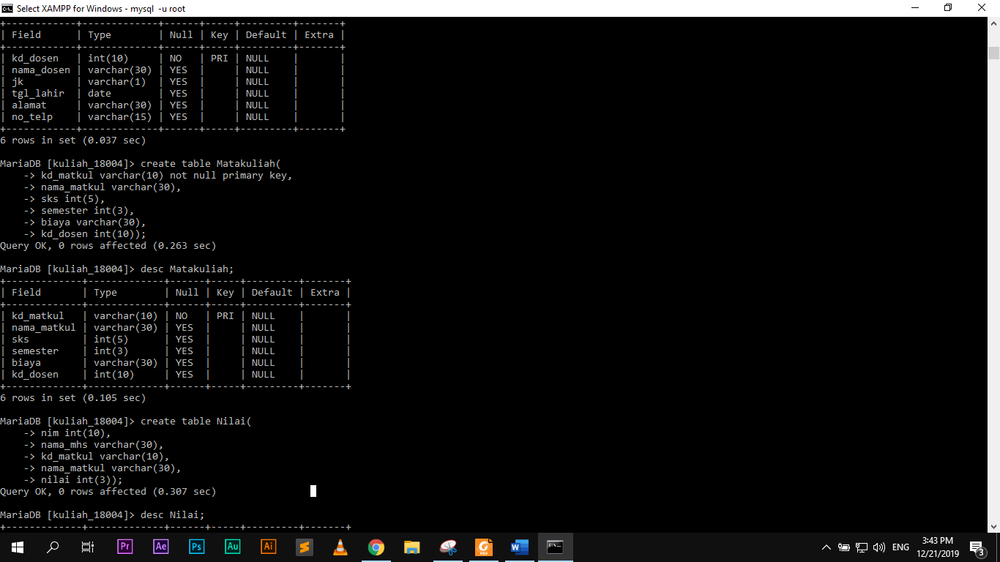 Select XAMPP for Windows - mysql  -u root
+------------+-------------+------+-----+---------+-------+
| Field      | Type        | Null | Key | Default | Extra |
+------------+-------------+------+-----+---------+-------+
| kd_dosen   | int(10)     | NO   | PRI | NULL    |       |
| nama_dosen | varchar(30) | YES  |     | NULL    |       |
| jk         | varchar(1)  | YES  |     | NULL    |       |
| tgl_lahir  | date        | YES  |     | NULL    |       |
| alamat     | varchar(30) | YES  |     | NULL    |       |
| no_telp    | varchar(15) | YES  |     | NULL    |       |
+------------+-------------+------+-----+---------+-------+
6 rows in set (0.037 sec)
MariaDB [kuliah_18004]> create table Matakuliah(
    -> kd_matkul varchar(10) not null primary key,
    -> nama_matkul varchar(30),
    -> sks int(5),
    -> semester int(3),
    -> biaya varchar(30),
    -> kd_dosen int(10));
Query OK, 0 rows affected (0.263 sec)
MariaDB [kuliah_18004]> desc Matakuliah;
+-------------+-------------+------+-----+---------+-------+
| Field       | Type        | Null | Key | Default | Extra |
+-------------+-------------+------+-----+---------+-------+
| kd_matkul   | varchar(10) | NO   | PRI | NULL    |       |
| nama_matkul | varchar(30) | YES  |     | NULL    |       |
| sks         | int(5)      | YES  |     | NULL    |       |
| semester    | int(3)      | YES  |     | NULL    |       |
| biaya       | varchar(30) | YES  |     | NULL    |       |
| kd_dosen    | int(10)     | YES  |     | NULL    |       |
+-------------+-------------+------+-----+---------+-------+
6 rows in set (0.105 sec)
MariaDB [kuliah_18004]> create table Nilai(
    -> nim int(10),
    -> nama_mhs varchar(30),
    -> kd_matkul varchar(10),
    -> nama_matkul varchar(30),
    -> nilai int(3));
Query OK, 0 rows affected (0.307 sec)
MariaDB [kuliah_18004]> desc Nilai;
+-------------+-------------+------+-----+---------+-------+
Pr Ae Ps Au Ai W ENG
3:43 PM
12/21/2019
3